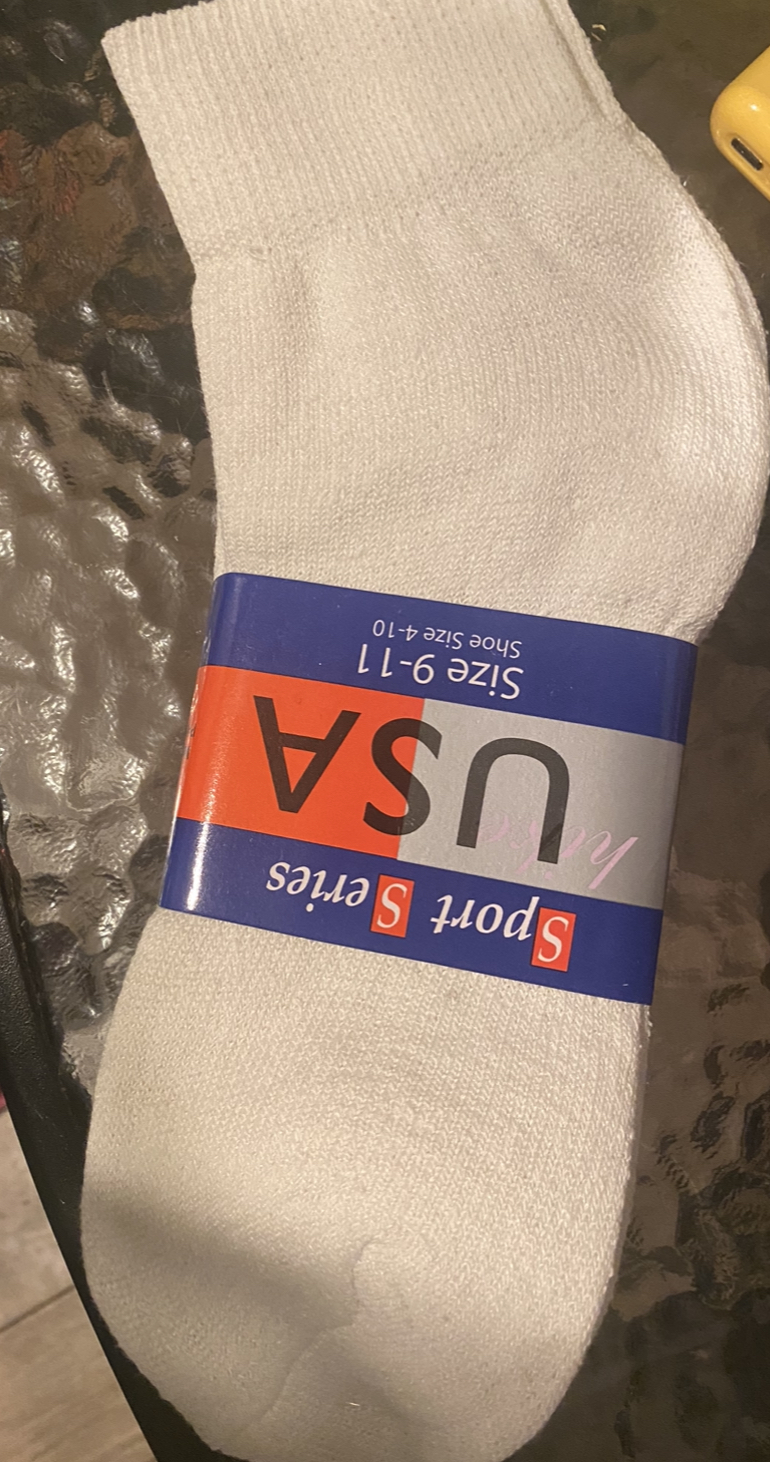 Sport Series
USA
Size 9-11
Shoe Size 4-10